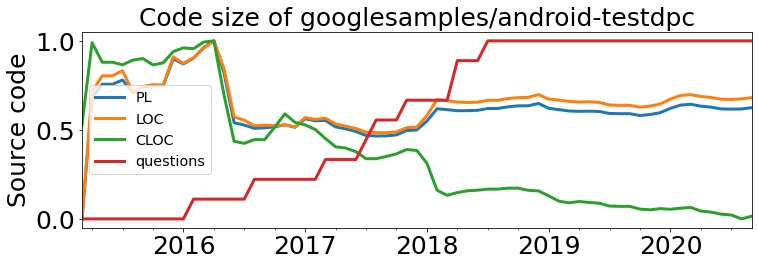 Code size of googlesamples/android-testdpc
Source code
1.0
0.5
0.0
PL
LOC
CLOC
questions
2016 2017 2018 2019 2020